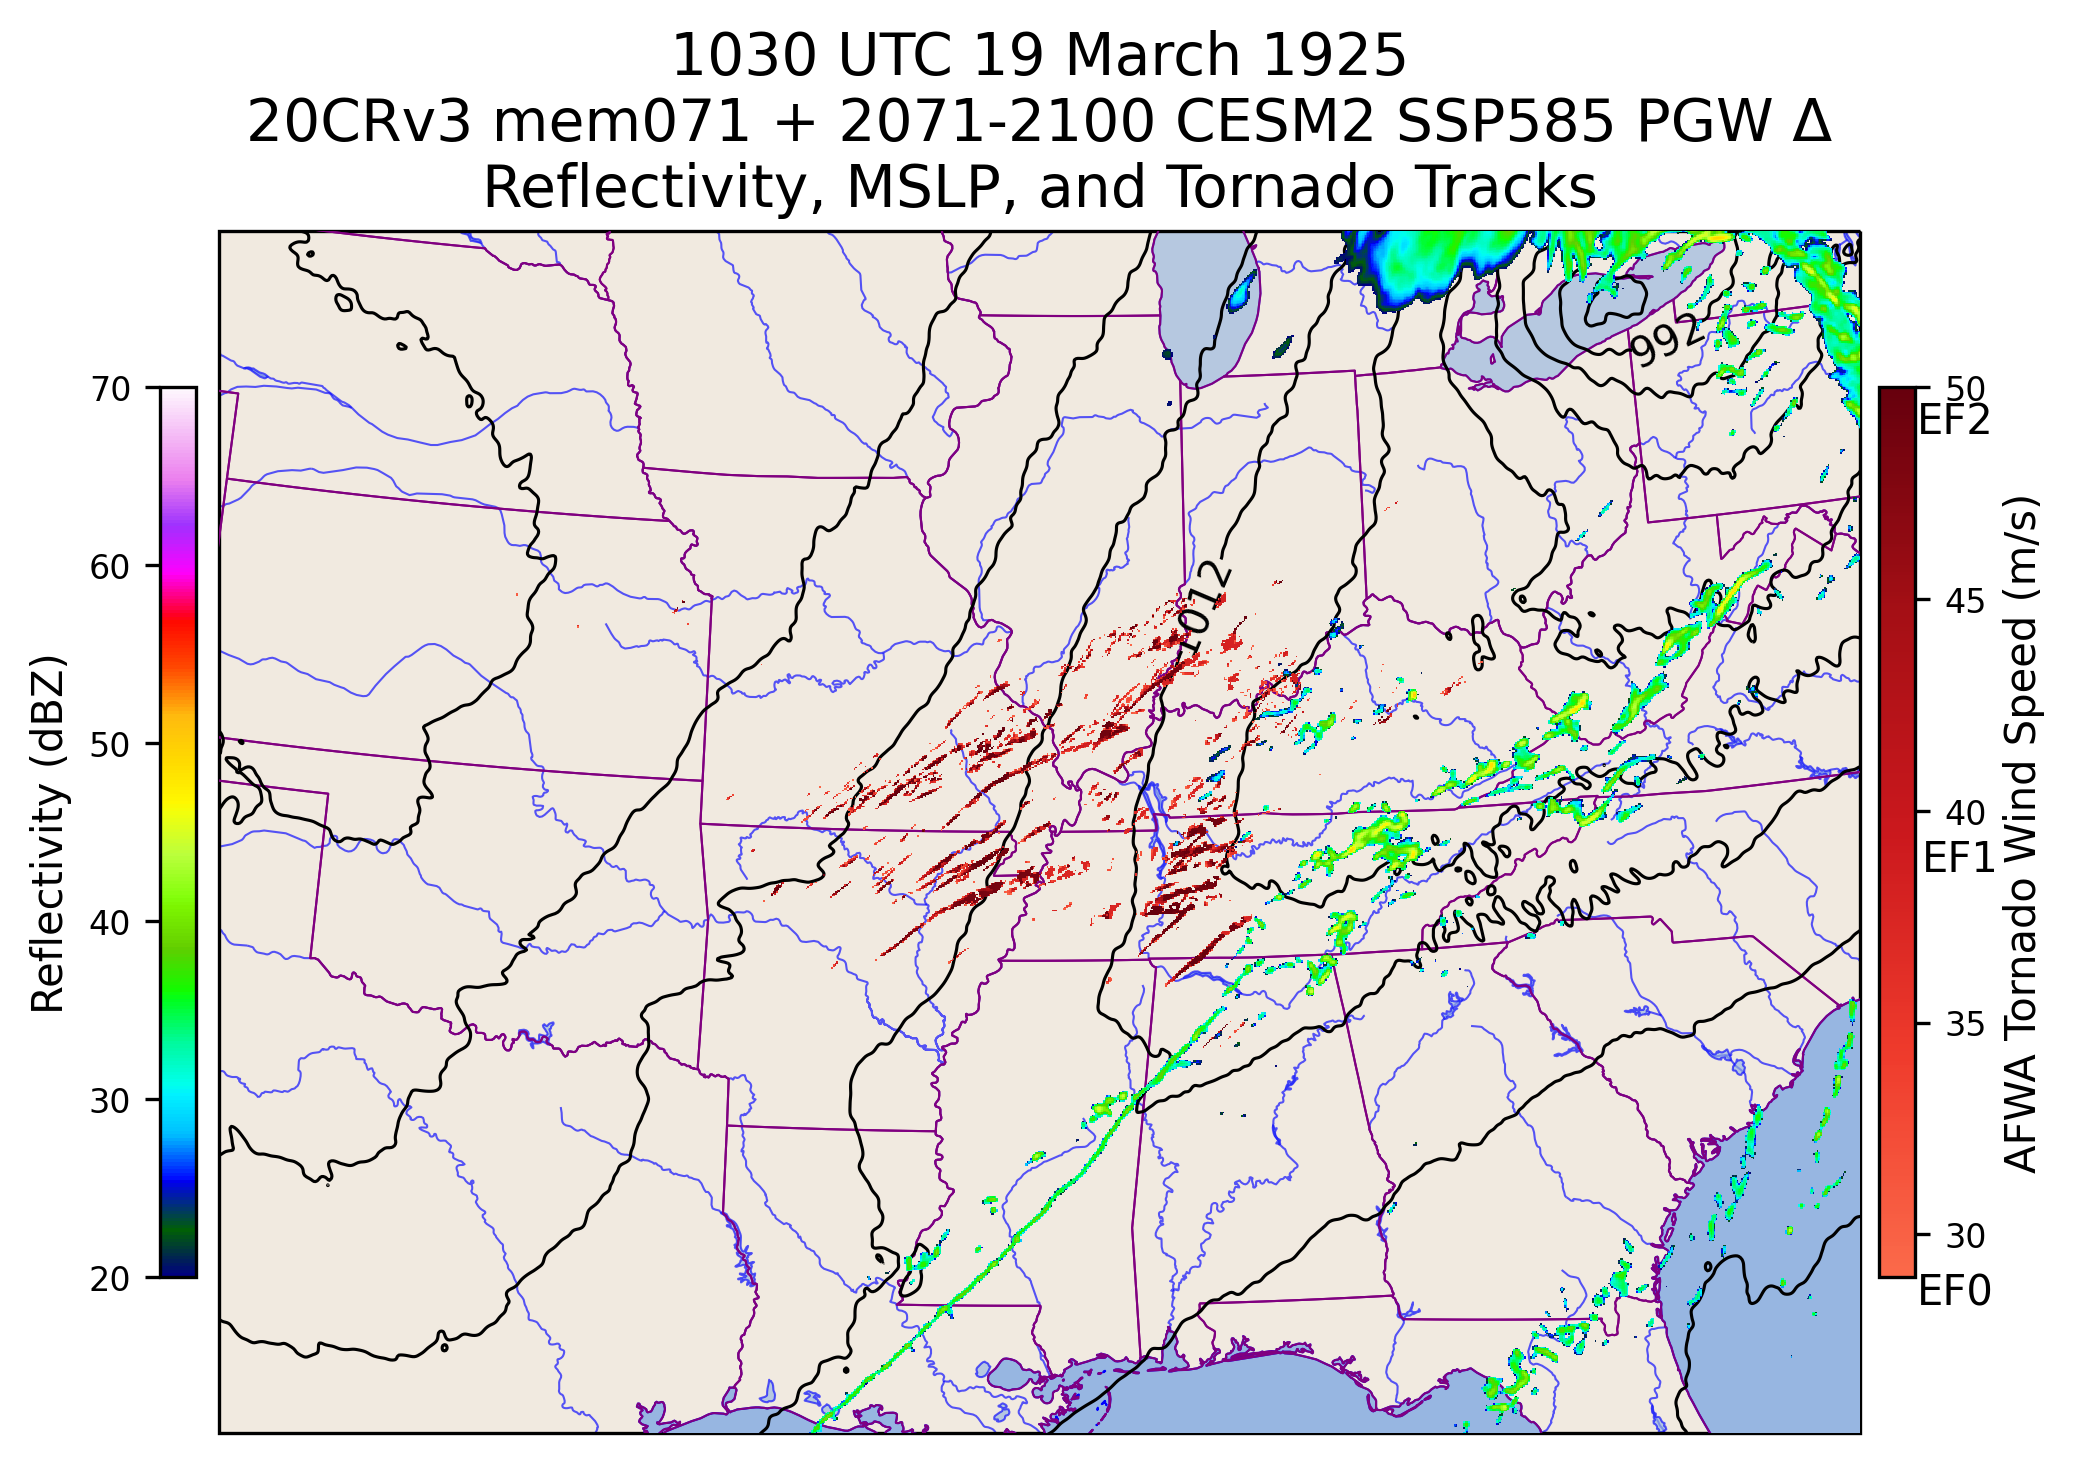 1030 UTC 19 March 1925
20CRv3 mem071 + 2071-2100 CESM2 SSP585 PGW Δ
Reflectivity, MSLP, and Tornado Tracks
Reflectivity (dBZ)
70
60
50
40
30
20
992
1012
50
EF2
45
40
EF1
35
30
EF0
AFWA Tornado Wind Speed (m/s)